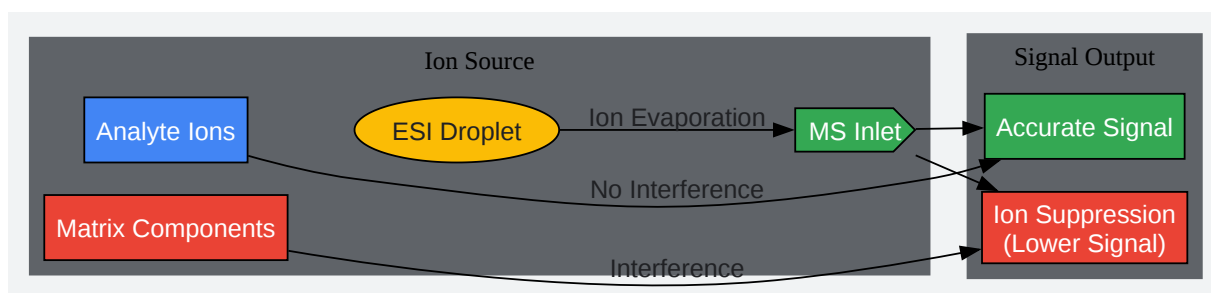 Ion Source
Signal Output
Analyte Ions
ESI Droplet
Ion Evaporation
MS Inlet
Accurate Signal
No Interference
Matrix Components
Ion Suppression
(Lower Signal)
Interference